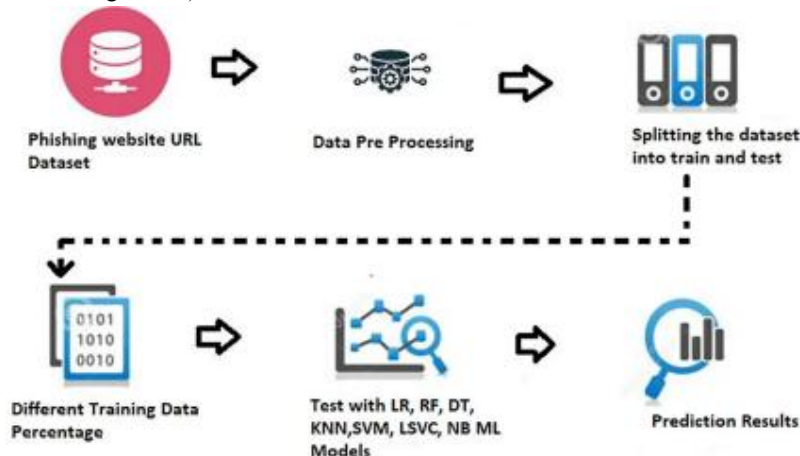 Phishing website URL
Dataset
Data Pre Processing
Splitting the dataset
into train and test
0101
1010
0010
Different Training Data
Percentage
Test with LR, RF, DT,
KNN,SVM, LSVC, NB ML
Models
Prediction Results